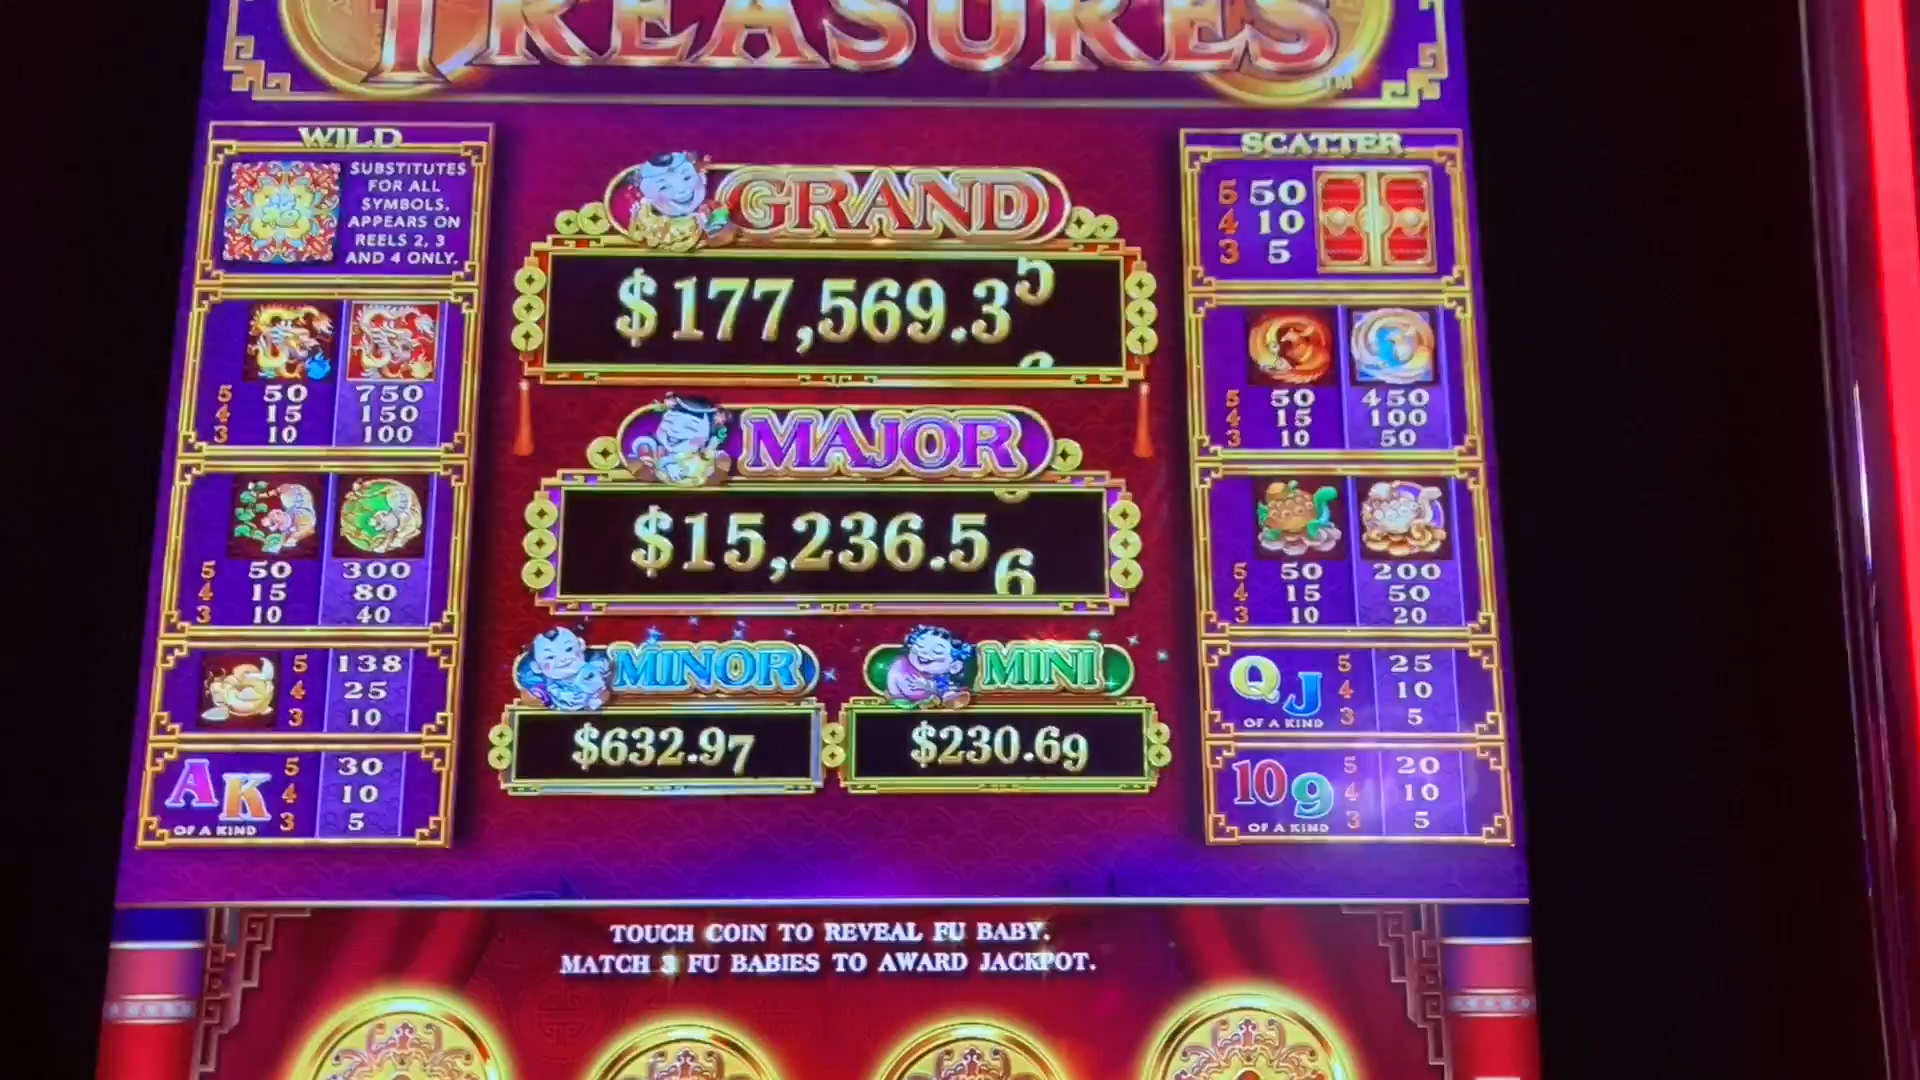 TREASURES
TM
WILD
SUBSTITUTES
FOR ALL
SYMBOLS.
APPEARS ON
REELS 2, 3
AND 4 ONLY.
5 50 750
4 15 150
3 10 100
5 50 300
4 15 80
3 10 40
5 138
4 25
3 10
A K
OF A KIND
5 30
4 10
3 5
GRAND
$177,569.35
MAJOR
$15,236.56
MINOR
$632.97
MINI
$230.69
SCATTER
5 50
4 10
3 5
5 50 450
4 15 100
3 10 50
5 50 200
4 15 50
3 10 20
Q J
OF A KIND
5 25
4 10
3 5
10 9
OF A KIND
5 20
4 10
3 5
TOUCH COIN TO REVEAL FU BABY.
MATCH 3 FU BABIES TO AWARD JACKPOT.